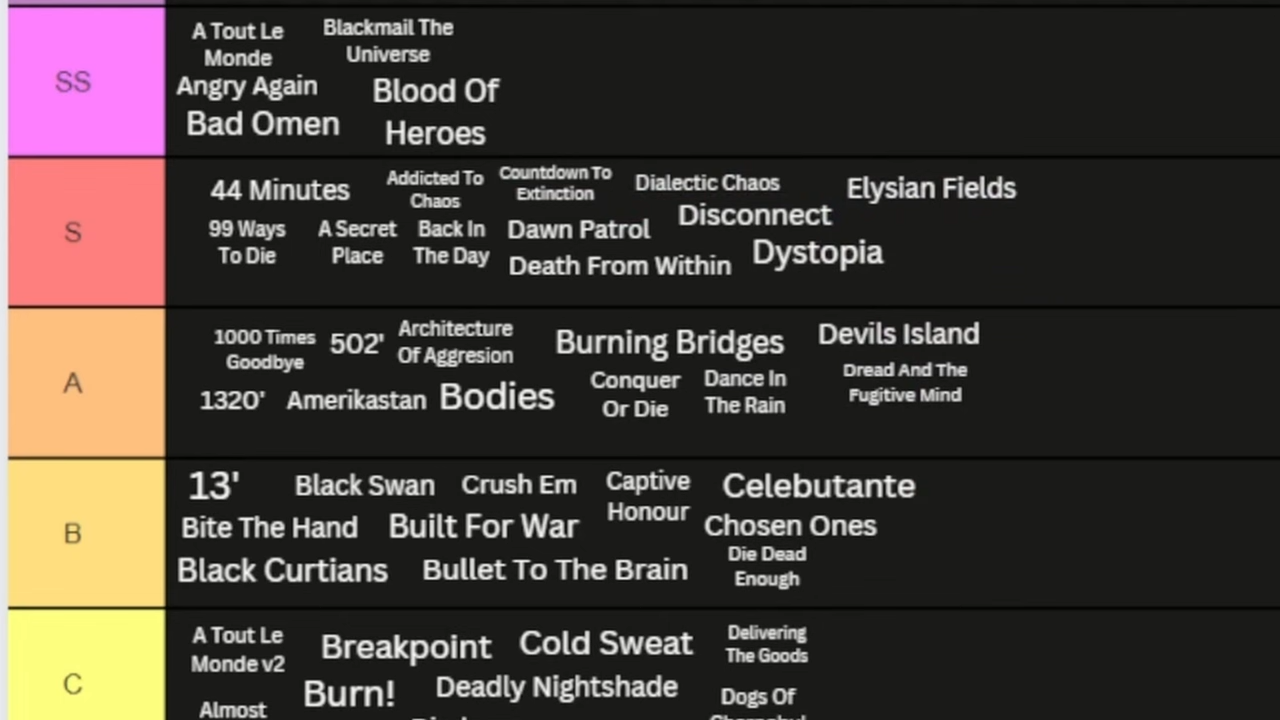 SS
A Tout Le
Monde
Blackmail The
Universe
Angry Again
Blood Of
Heroes
Bad Omen
S
44 Minutes
Addicted To
Chaos
Countdown To
Extinction
Dialectic Chaos
Elysian Fields
Disconnect
99 Ways
To Die
A Secret
Place
Back In
The Day
Dawn Patrol
Dystopia
Death From Within
A
1000 Times
Goodbye
502'
Architecture
Of Aggresion
Burning Bridges
Devils Island
1320'
Amerikastan
Bodies
Conquer
Or Die
Dance In
The Rain
Dread And The
Fugitive Mind
B
13'
Black Swan
Crush Em
Captive
Honour
Celebutante
Bite The Hand
Built For War
Chosen Ones
Black Curtians
Bullet To The Brain
Die Dead
Enough
C
A Tout Le
Monde v2
Breakpoint
Cold Sweat
Delivering
The Goods
Burn!
Deadly Nightshade
Almost
Dogs Of